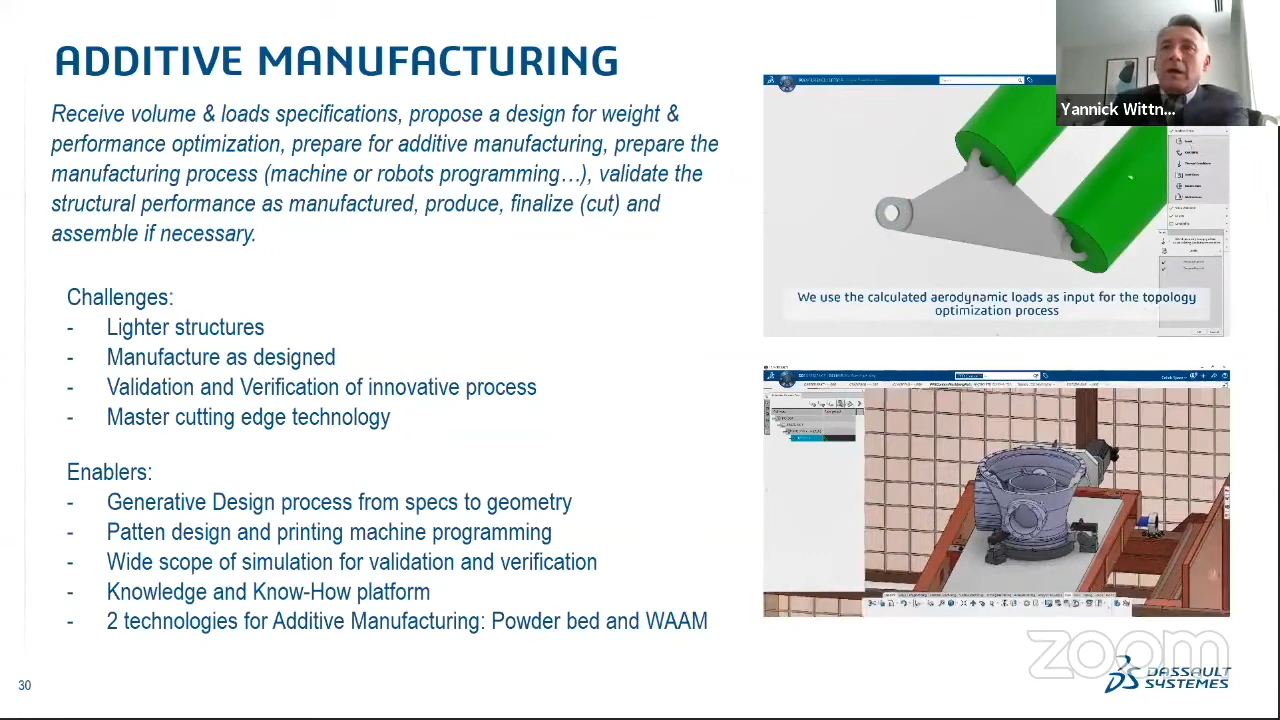 ADDITIVE MANUFACTURING
Receive volume & loads specifications, propose a design for weight &
performance optimization, prepare for additive manufacturing, prepare the
manufacturing process (machine or robots programming…), validate the
structural performance as manufactured, produce, finalize (cut) and
assemble if necessary.
Challenges:
- Lighter structures
- Manufacture as designed
- Validation and Verification of innovative process
- Master cutting edge technology
Enablers:
- Generative Design process from specs to geometry
- Patten design and printing machine programming
- Wide scope of simulation for validation and verification
- Knowledge and Know-How platform
- 2 technologies for Additive Manufacturing: Powder bed and WAAM
30
Yannick Wittn...
We use the calculated aerodynamic loads as input for the topology
optimization process
zoom
DASSAULT
SYSTEMES